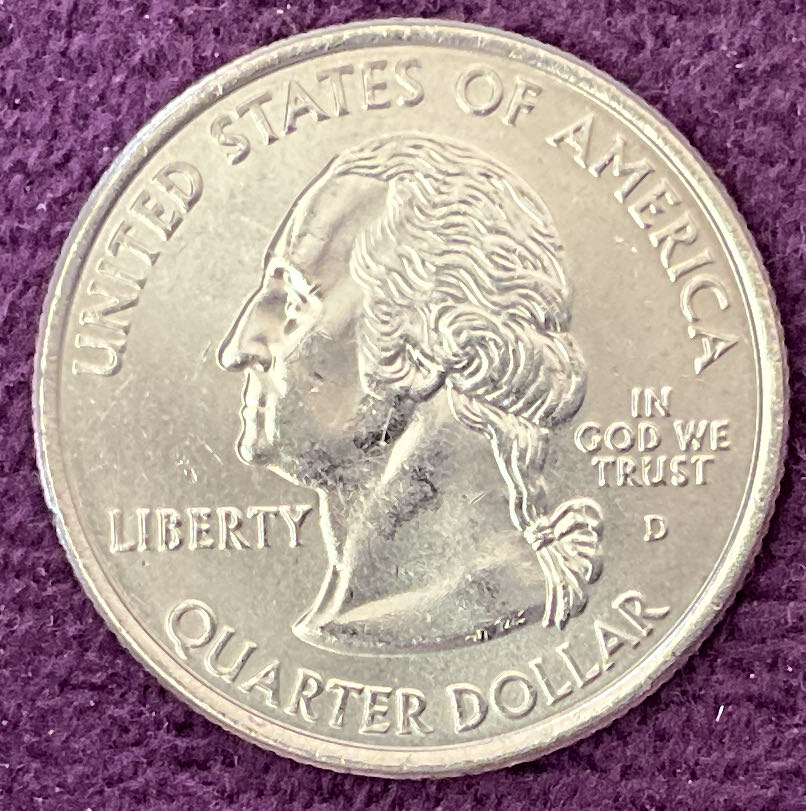 UNITED STATES OF AMERICA
IN
GOD WE
TRUST
LIBERTY
D
QUARTER DOLLAR